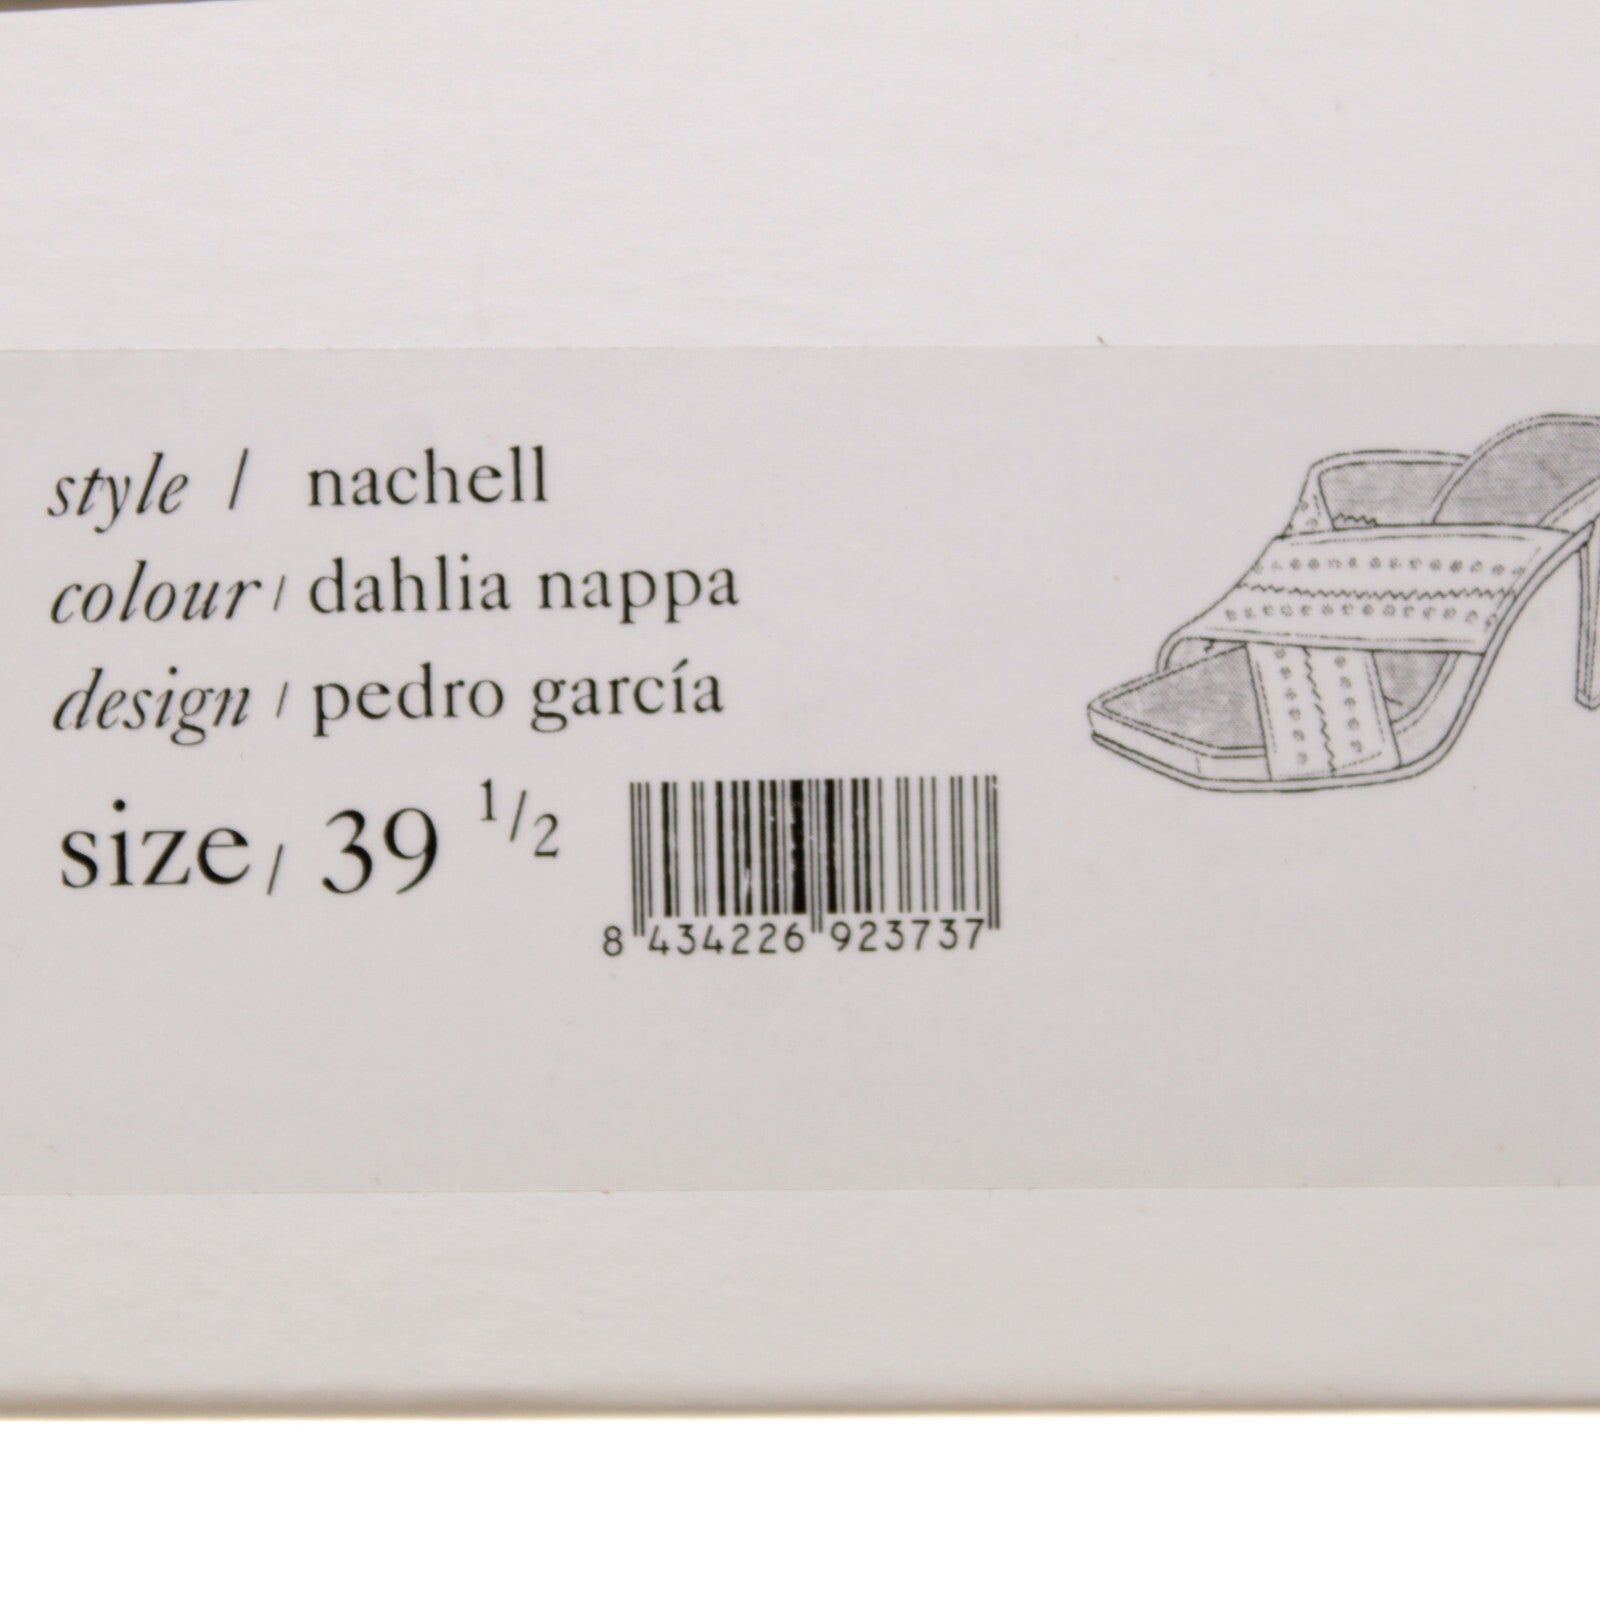 style / nachell
colour / dahlia nappa
design / pedro garcía
size / 39 1/2
8 434226 923737